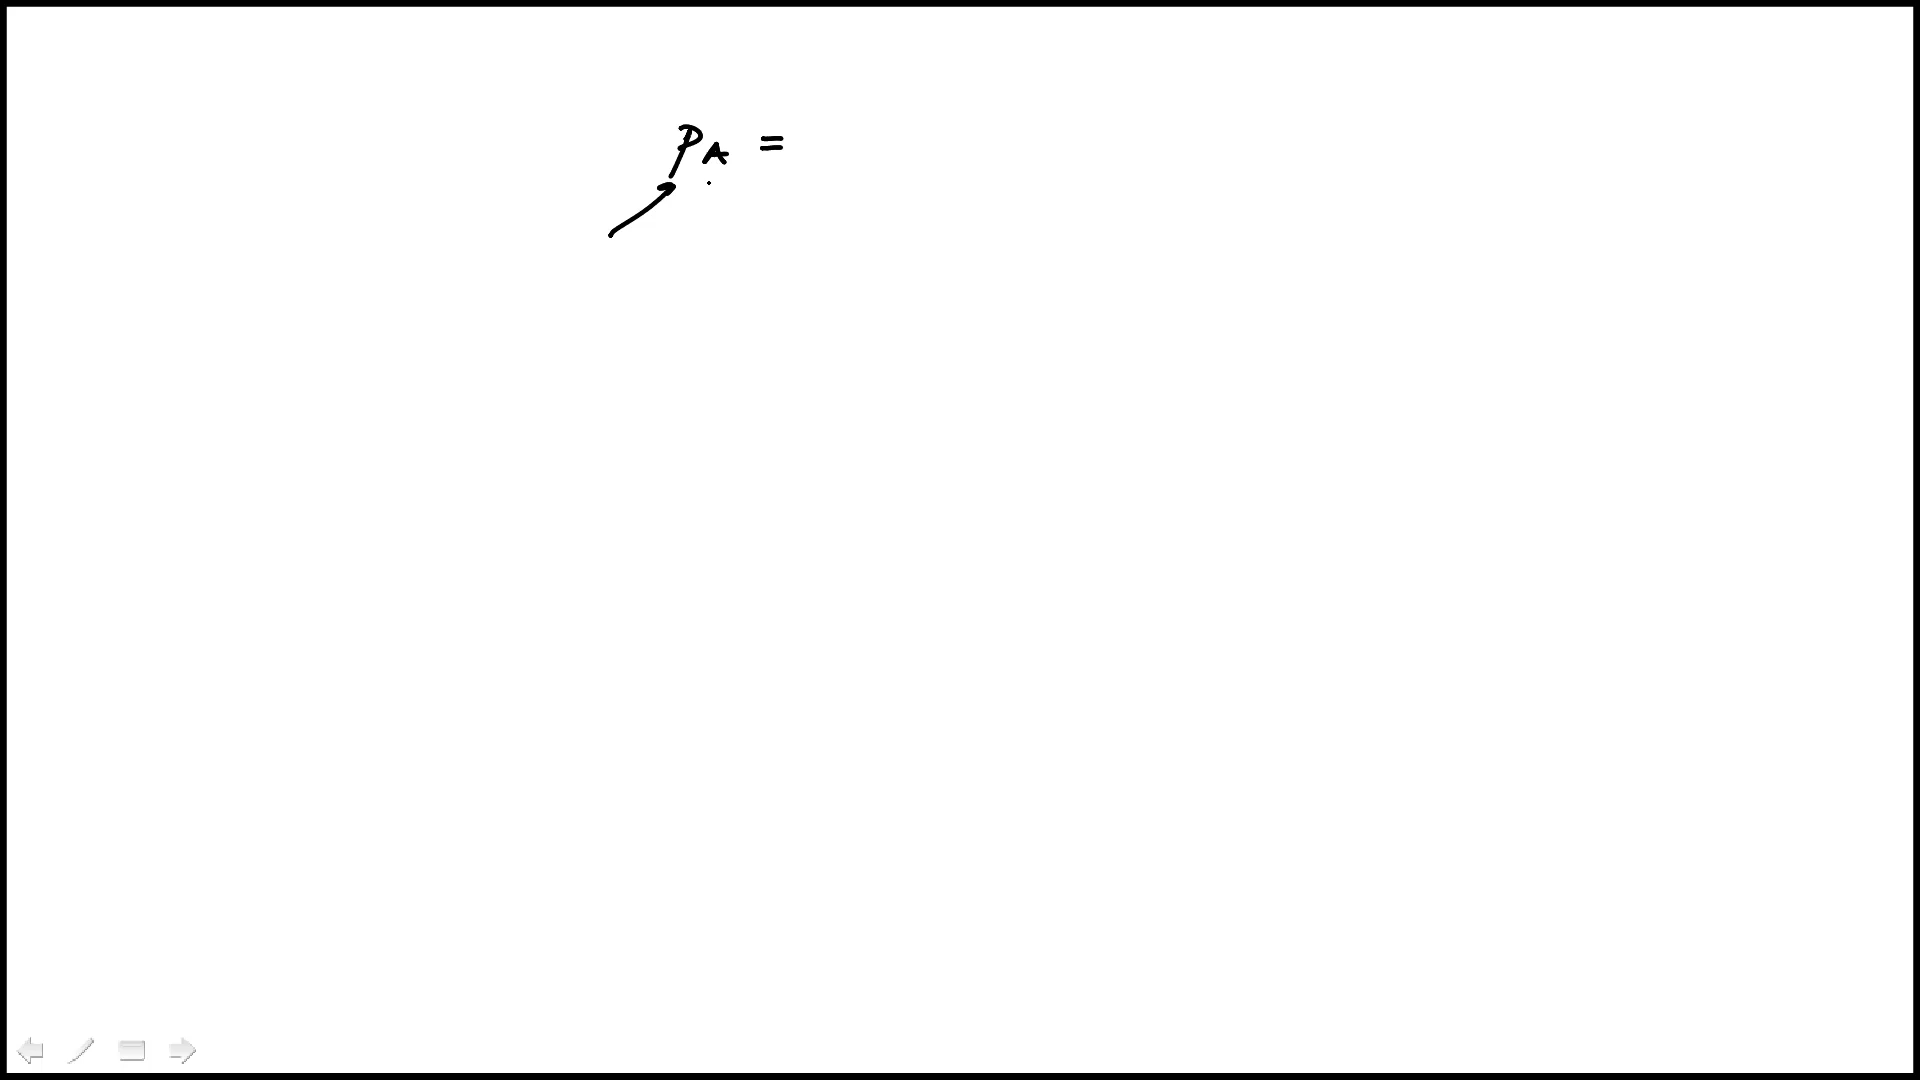 PA =